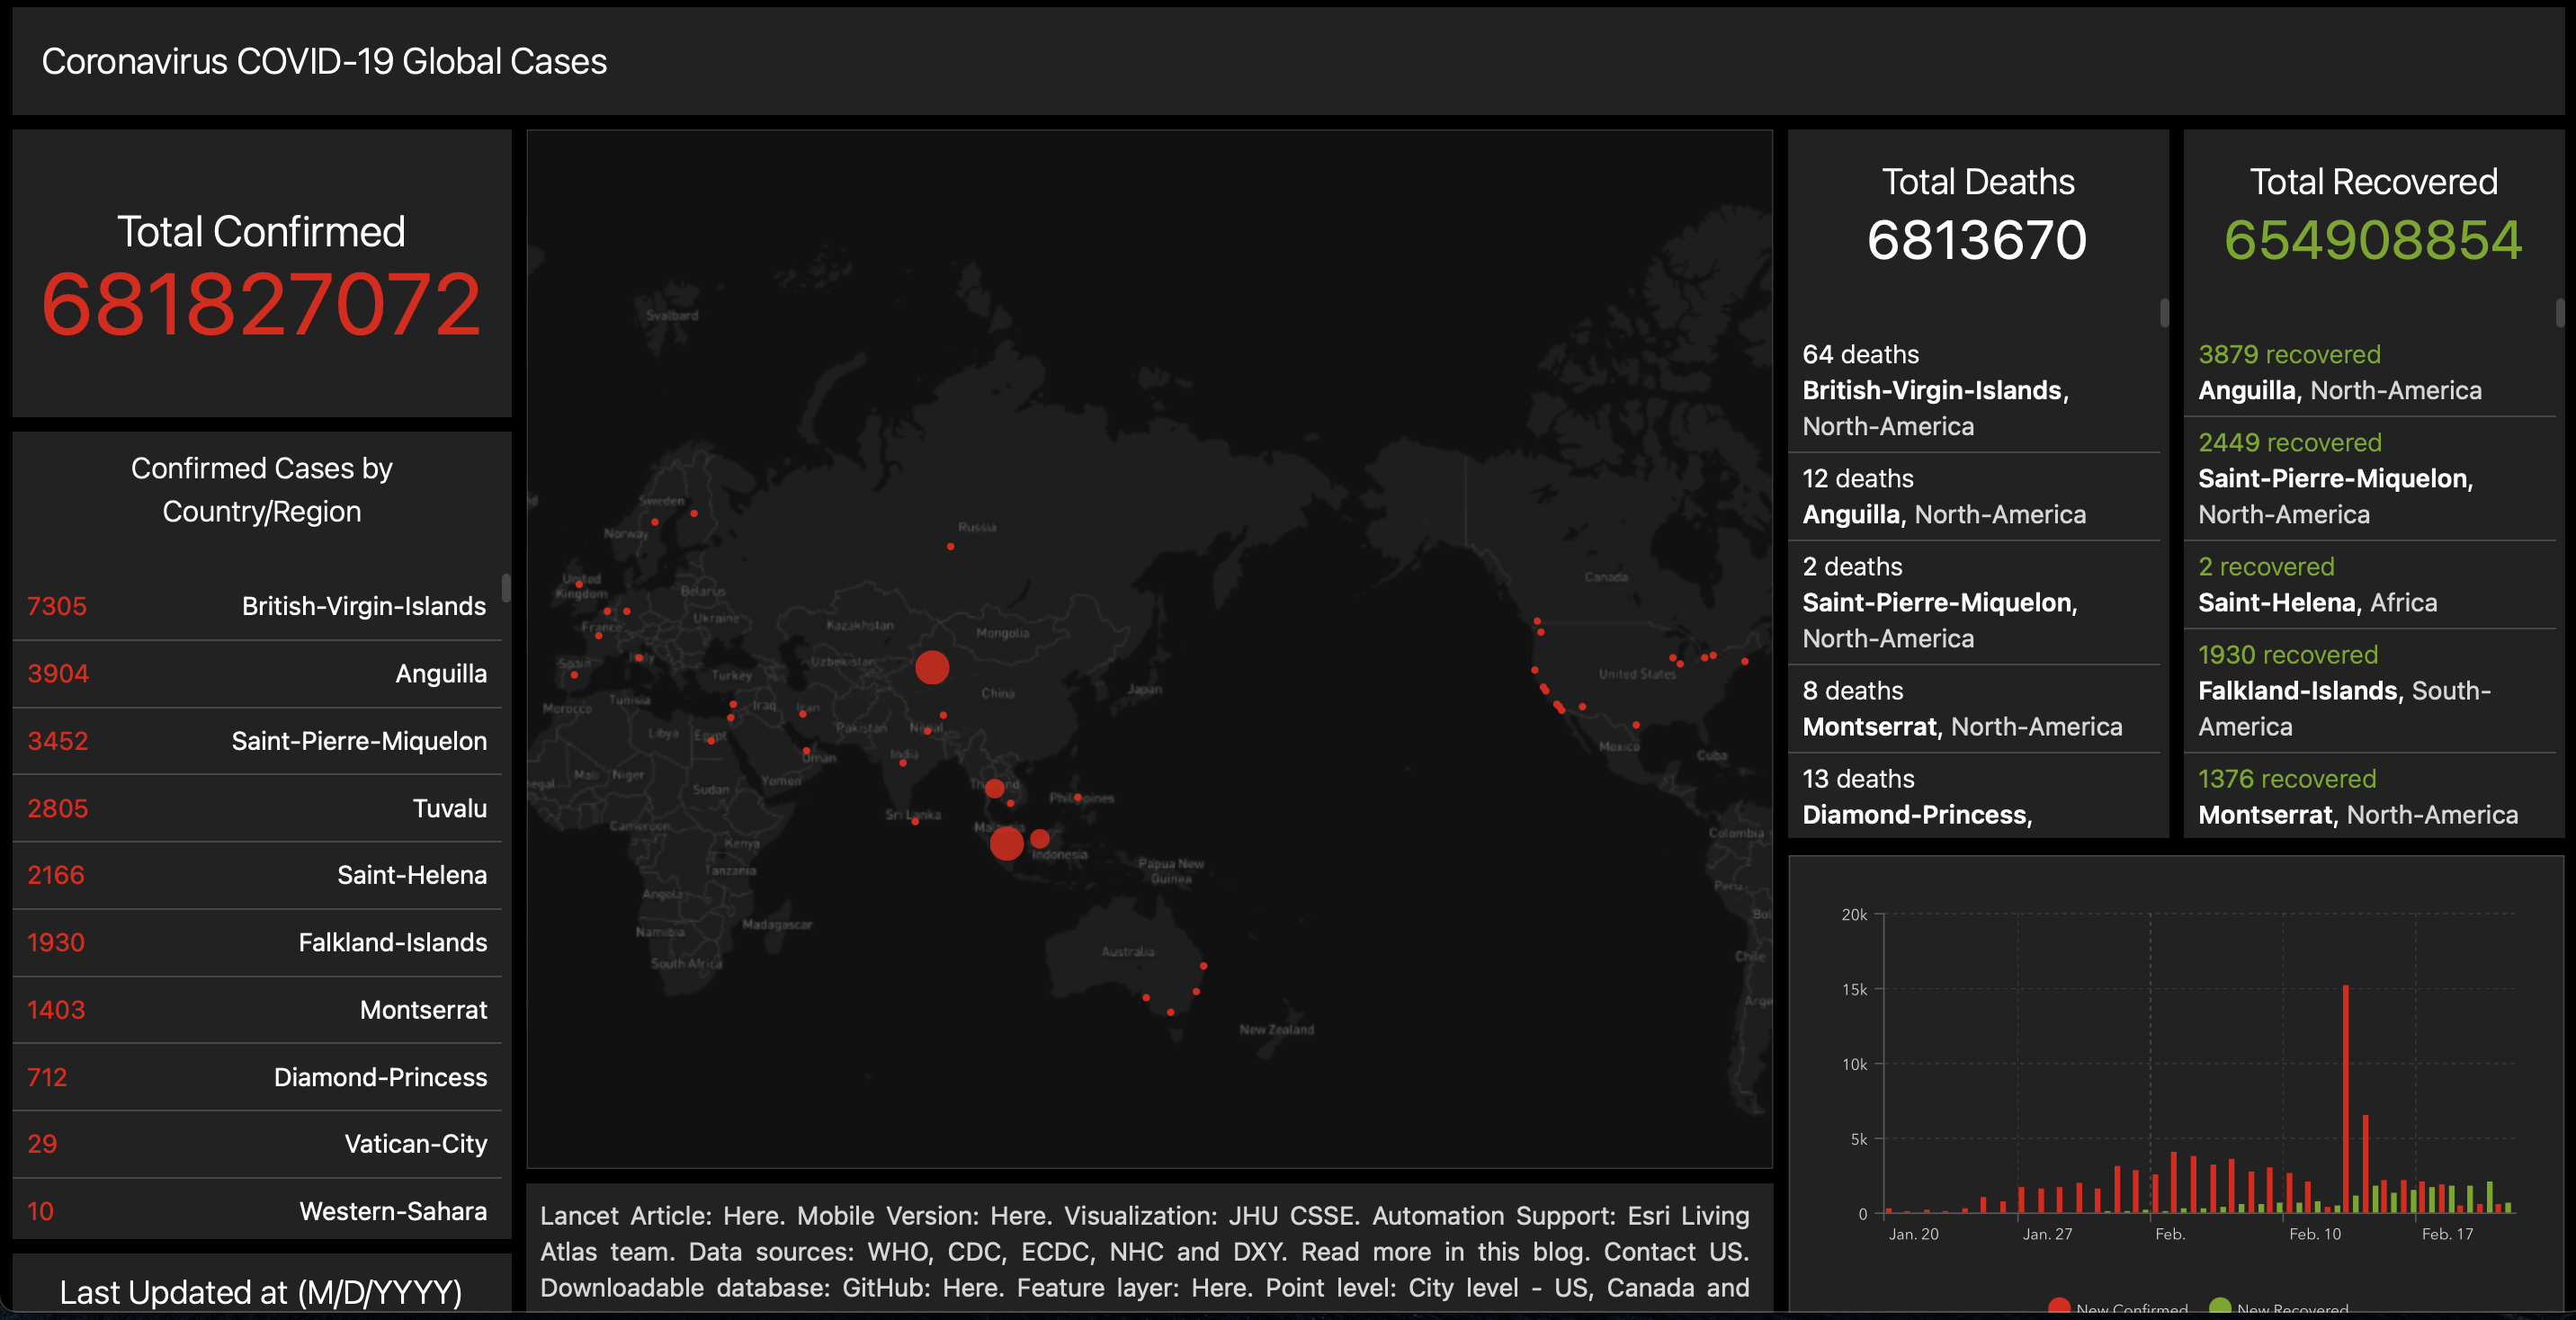 Coronavirus COVID-19 Global Cases
Total Confirmed
681827072
Confirmed Cases by
Country/Region
7305 British-Virgin-Islands
3904 Anguilla
3452 Saint-Pierre-Miquelon
2805 Tuvalu
2166 Saint-Helena
1930 Falkland-Islands
1403 Montserrat
712 Diamond-Princess
29 Vatican-City
10 Western-Sahara
Last Updated at (M/D/YYYY)
Svalbard
Sweden
Norway
Russia
United
Kingdom
Belarus
Ukraine
France
Kazakhstan
Mongolia
Spain
Italy
Uzbekistan
Turkey
China
Japan
Morocco
Tunisia
Iraq
Iran
Pakistan
Nepal
Libya
Egypt
India
Oman
Mali
Niger
Sudan
Yemen
Philippines
Sri Lanka
Cameroon
Kenya
Indonesia
Tanzania
Papua New
Guinea
Angola
Madagascar
Namibia
South Africa
Australia
New Zealand
Canada
United States
Mexico
Cuba
Colombia
Peru
Chile
Lancet Article: Here. Mobile Version: Here. Visualization: JHU CSSE. Automation Support: Esri Living
Atlas team. Data sources: WHO, CDC, ECDC, NHC and DXY. Read more in this blog. Contact US.
Downloadable database: GitHub: Here. Feature layer: Here. Point level: City level - US, Canada and
Total Deaths
6813670
64 deaths
British-Virgin-Islands,
North-America
12 deaths
Anguilla, North-America
2 deaths
Saint-Pierre-Miquelon,
North-America
8 deaths
Montserrat, North-America
13 deaths
Diamond-Princess,
Total Recovered
654908854
3879 recovered
Anguilla, North-America
2449 recovered
Saint-Pierre-Miquelon,
North-America
2 recovered
Saint-Helena, Africa
1930 recovered
Falkland-Islands, South-
America
1376 recovered
Montserrat, North-America
20k
15k
10k
5k
0
Jan. 20 Jan. 27 Feb. Feb. 10 Feb. 17
New Confirmed New Recovered